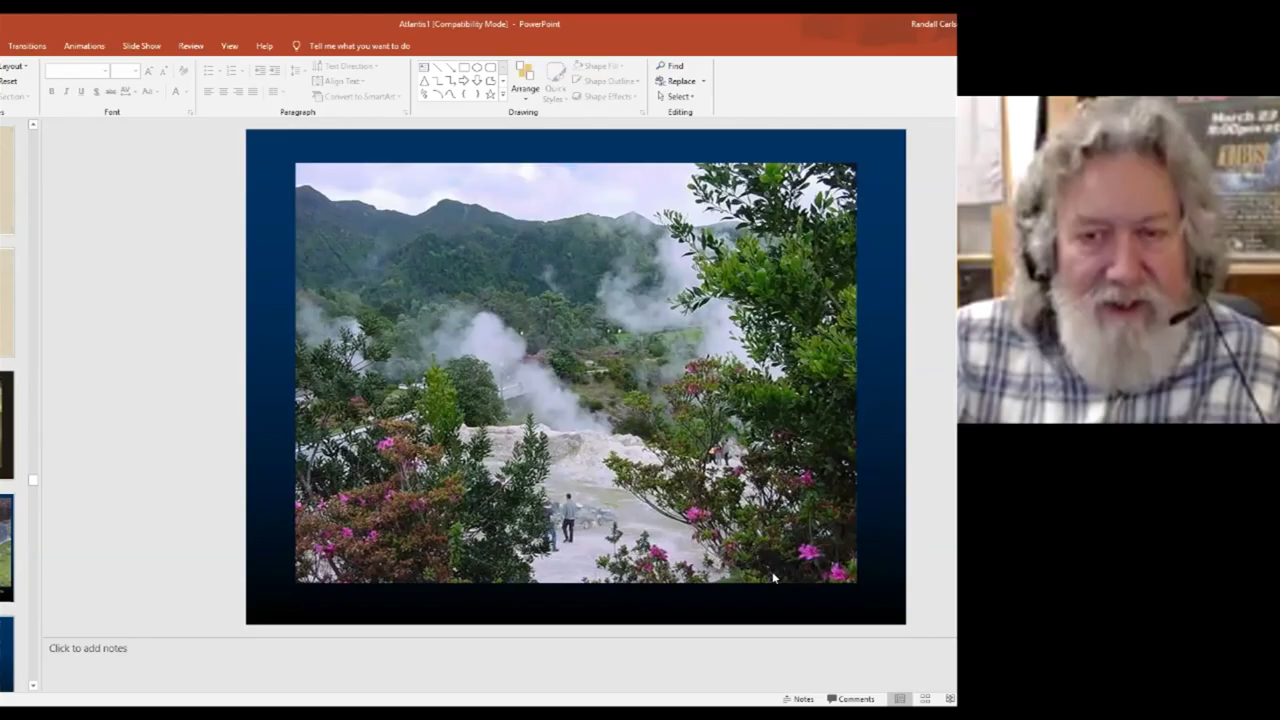 Atlantis1 [Compatibility Mode] - PowerPoint
Randall Carls
Transitions Animations Slide Show Review View Help Tell me what you want to do
Layout
Reset
Section
Text Direction
Align Text
Convert to SmartArt
Arrange
Quick
Styles
Shape Fill
Shape Outline
Shape Effects
Find
Replace
Select
Font
Paragraph
Drawing
Editing
March 23
Click to add notes
Notes
Comments